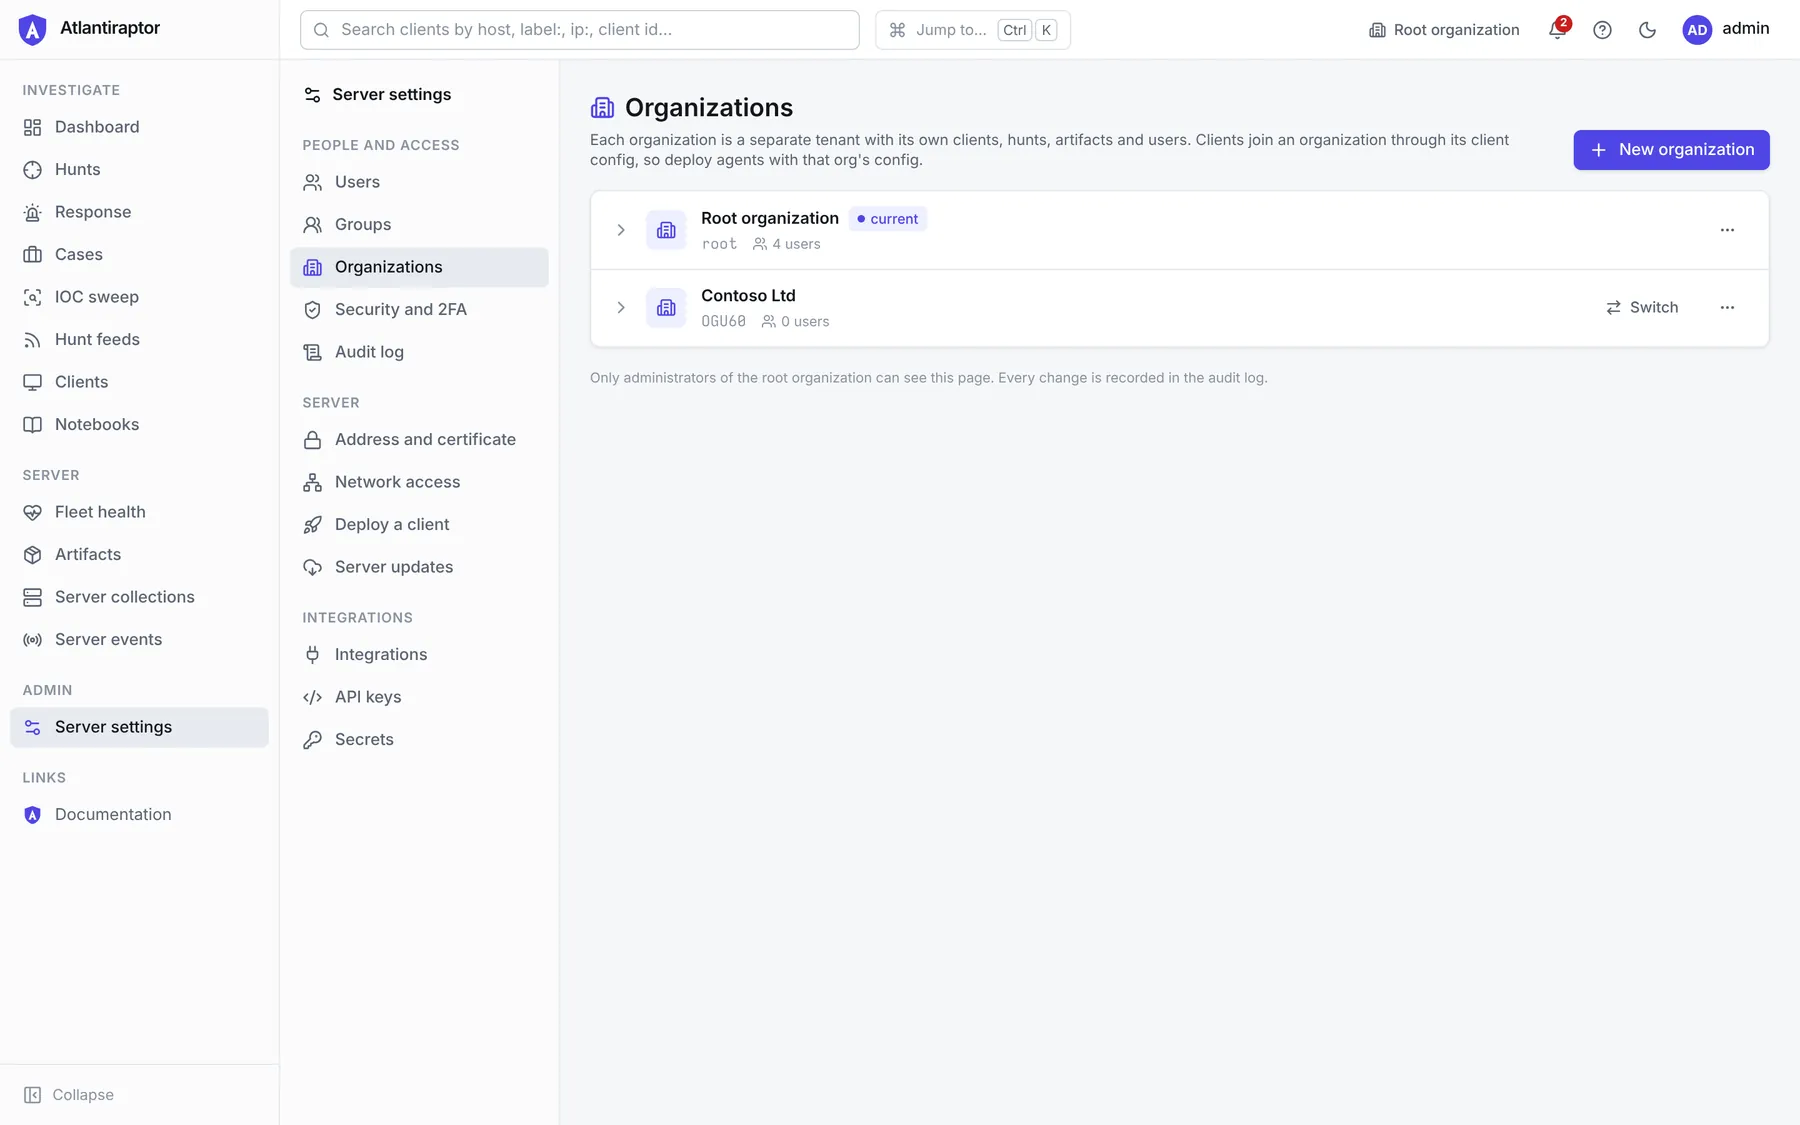 Atlantiraptor
Search clients by host, label:, ip:, client id...
Jump to... Ctrl K
Root organization
2
AD admin
INVESTIGATE
Dashboard
Hunts
Response
Cases
IOC sweep
Hunt feeds
Clients
Notebooks
SERVER
Fleet health
Artifacts
Server collections
Server events
ADMIN
Server settings
LINKS
Documentation
Collapse
Server settings
PEOPLE AND ACCESS
Users
Groups
Organizations
Security and 2FA
Audit log
SERVER
Address and certificate
Network access
Deploy a client
Server updates
INTEGRATIONS
Integrations
API keys
Secrets
Organizations
Each organization is a separate tenant with its own clients, hunts, artifacts and users. Clients join an organization through its client
config, so deploy agents with that org's config.
New organization
Root organization current
root 4 users
Contoso Ltd
OGU60 0 users
Switch
Only administrators of the root organization can see this page. Every change is recorded in the audit log.